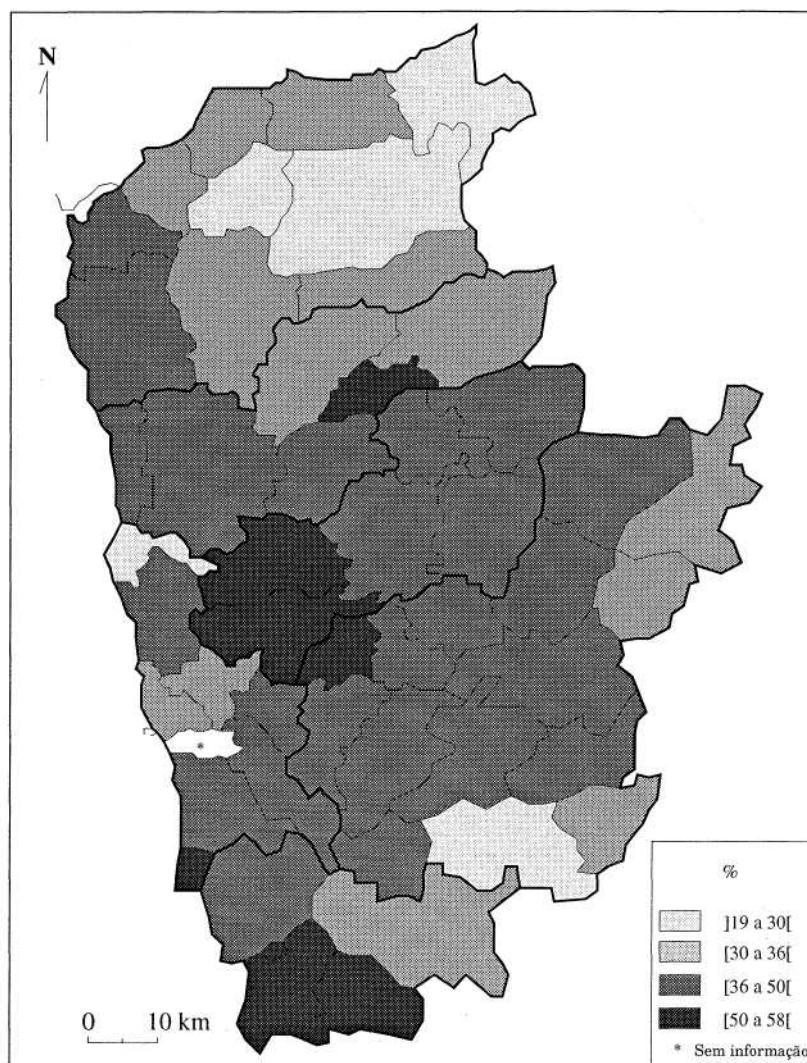 N
%
]19 a 30[
[30 a 36[
[36 a 50[
[50 a 58[
* Sem informação
*
0 10 km